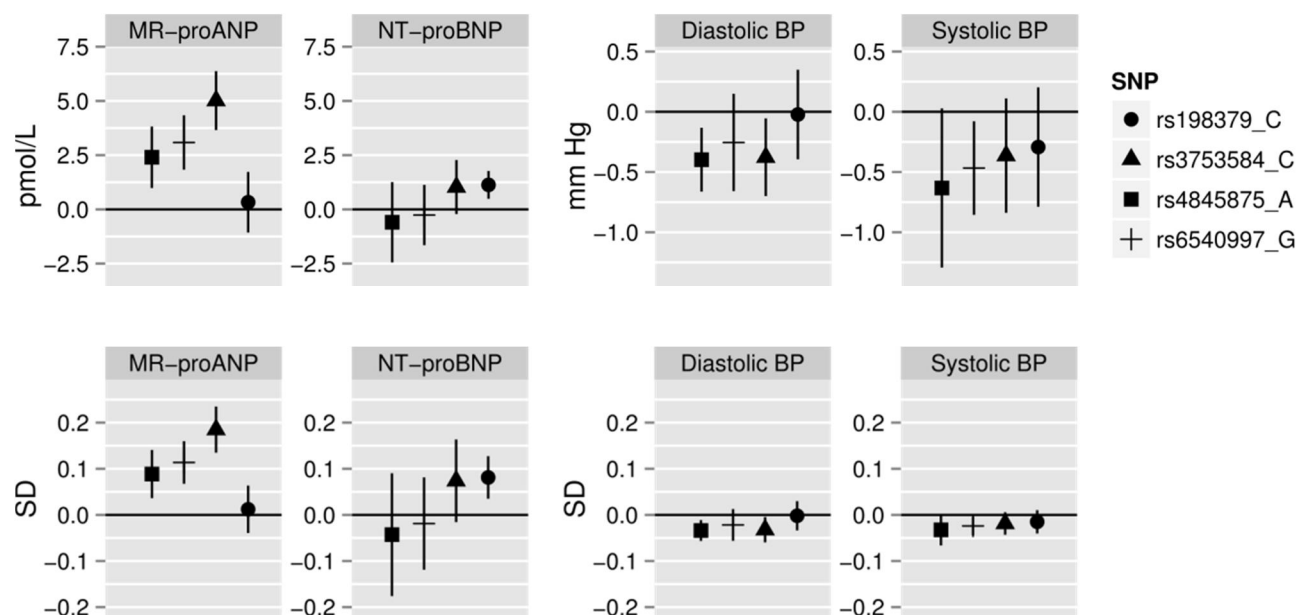 MR−proANP NT−proBNP Diastolic BP Systolic BP
7.5 7.5 0.5 0.5
5.0 5.0 0.0 0.0
2.5 2.5 −0.5 −0.5
0.0 0.0 −1.0 −1.0
−2.5 −2.5
pmol/L
mm Hg
SNP
rs198379_C
rs3753584_C
rs4845875_A
rs6540997_G
MR−proANP NT−proBNP Diastolic BP Systolic BP
0.2 0.2 0.2 0.2
0.1 0.1 0.1 0.1
0.0 0.0 0.0 0.0
−0.1 −0.1 −0.1 −0.1
−0.2 −0.2 −0.2 −0.2
SD
SD